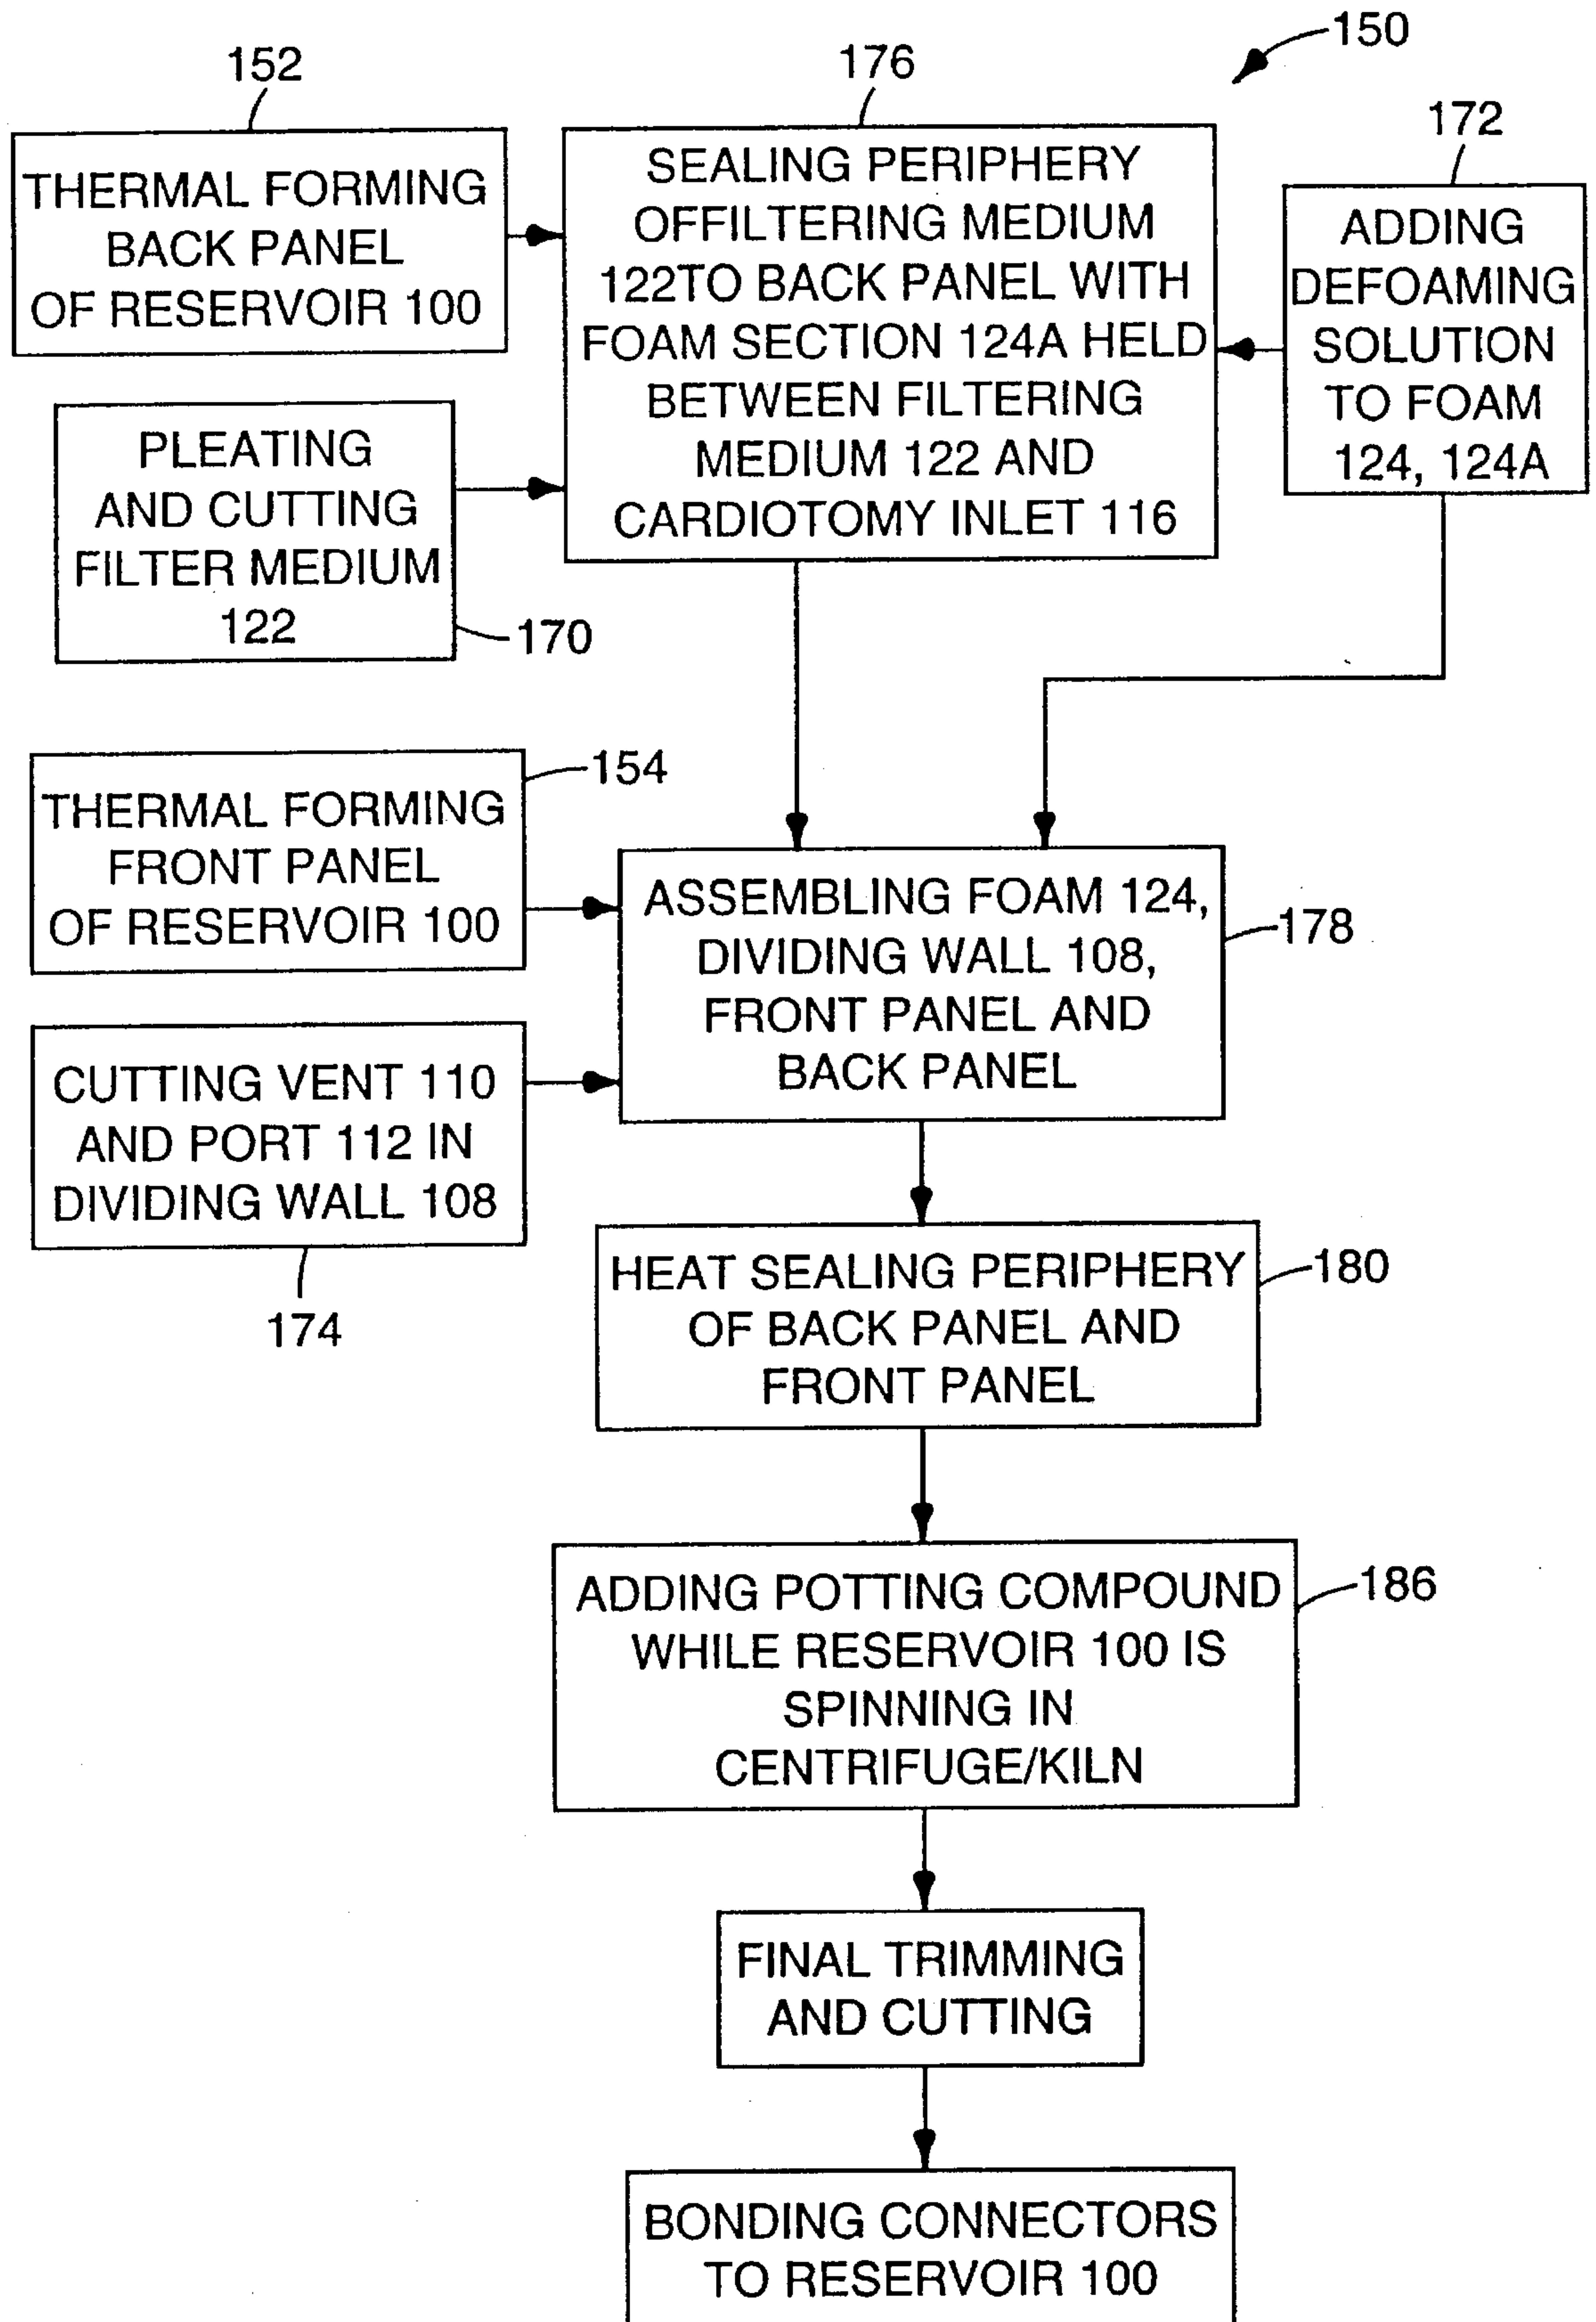 150
152
THERMAL FORMING
BACK PANEL
OF RESERVOIR 100
176
SEALING PERIPHERY
OFFILTERING MEDIUM
122TO BACK PANEL WITH
FOAM SECTION 124A HELD
BETWEEN FILTERING
MEDIUM 122 AND
CARDIOTOMY INLET 116
172
ADDING
DEFOAMING
SOLUTION
TO FOAM
124, 124A
PLEATING
AND CUTTING
FILTER MEDIUM
122
170
154
THERMAL FORMING
FRONT PANEL
OF RESERVOIR 100
ASSEMBLING FOAM 124,
DIVIDING WALL 108,
FRONT PANEL AND
BACK PANEL
178
CUTTING VENT 110
AND PORT 112 IN
DIVIDING WALL 108
174
HEAT SEALING PERIPHERY
OF BACK PANEL AND
FRONT PANEL
180
ADDING POTTING COMPOUND
WHILE RESERVOIR 100 IS
SPINNING IN
CENTRIFUGE/KILN
186
FINAL TRIMMING
AND CUTTING
BONDING CONNECTORS
TO RESERVOIR 100